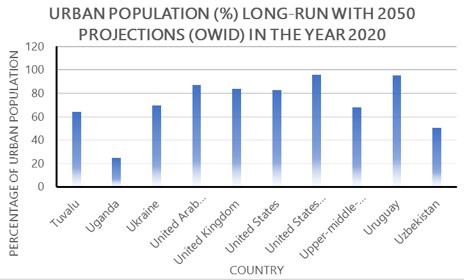 URBAN POPULATION (%) LONG-RUN WITH 2050
PROJECTIONS (OWID) IN THE YEAR 2020
PERCENTAGE OF URBAN POPULATION
120
100
80
60
40
20
0
Tuvalu
Uganda
Ukraine
United Arab...
United Kingdom
United States
United States...
Upper-middle-...
Uruguay
Uzbekistan
COUNTRY